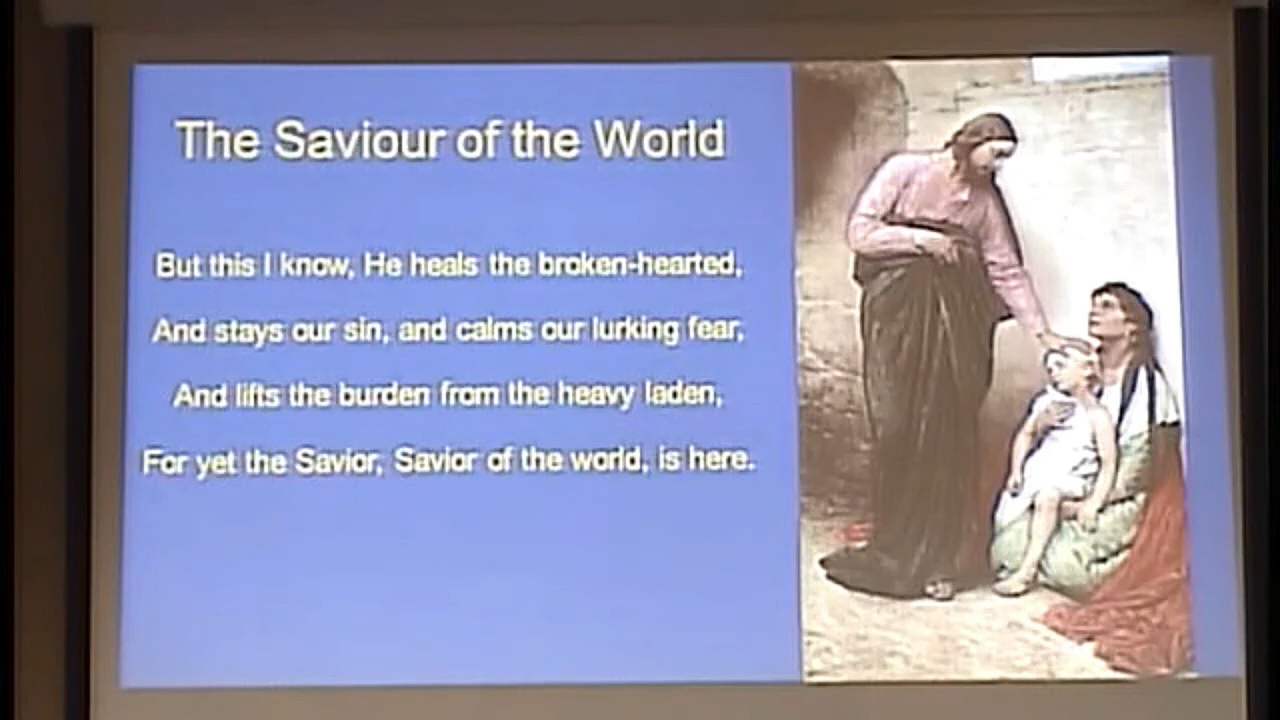 The Saviour of the World
But this I know, He heals the broken-hearted,
And stays our sin, and calms our lurking fear,
And lifts the burden from the heavy laden,
For yet the Savior, Savior of the world, is here.